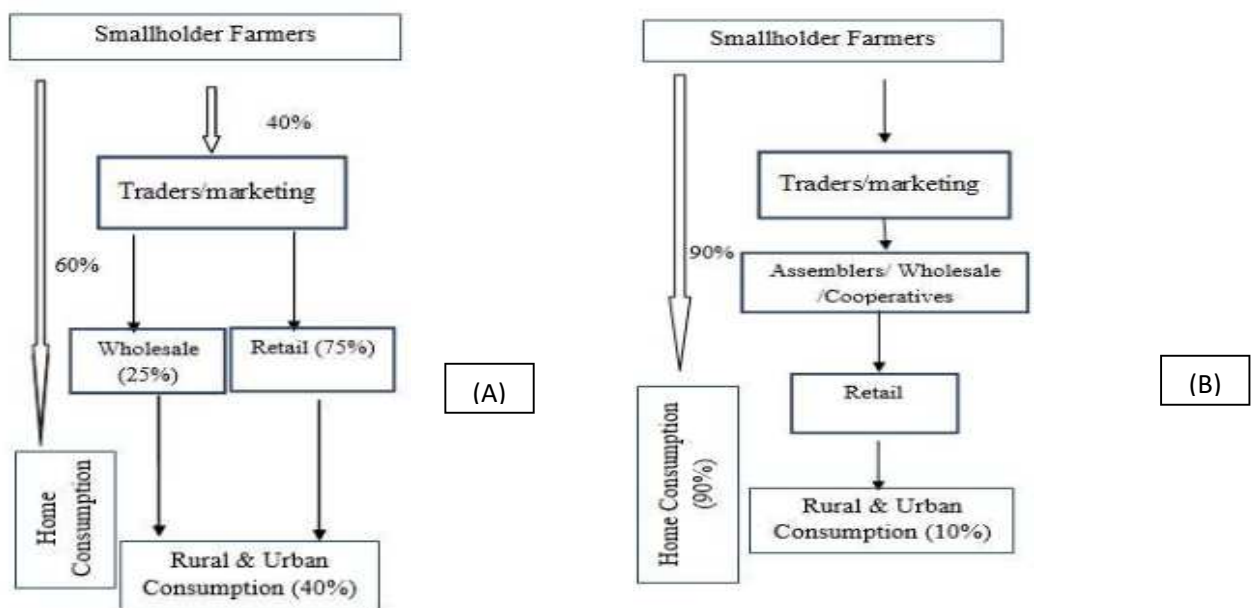 Smallholder Farmers
40%
Traders/marketing
60%
Wholesale
(25%)
Retail (75%)
Home
Consumption
Rural & Urban
Consumption (40%)
(A)
Smallholder Farmers
Traders/marketing
90%
Assemblers/ Wholesale
/Cooperatives
Retail
Home Consumption
(90%)
Rural & Urban
Consumption (10%)
(B)